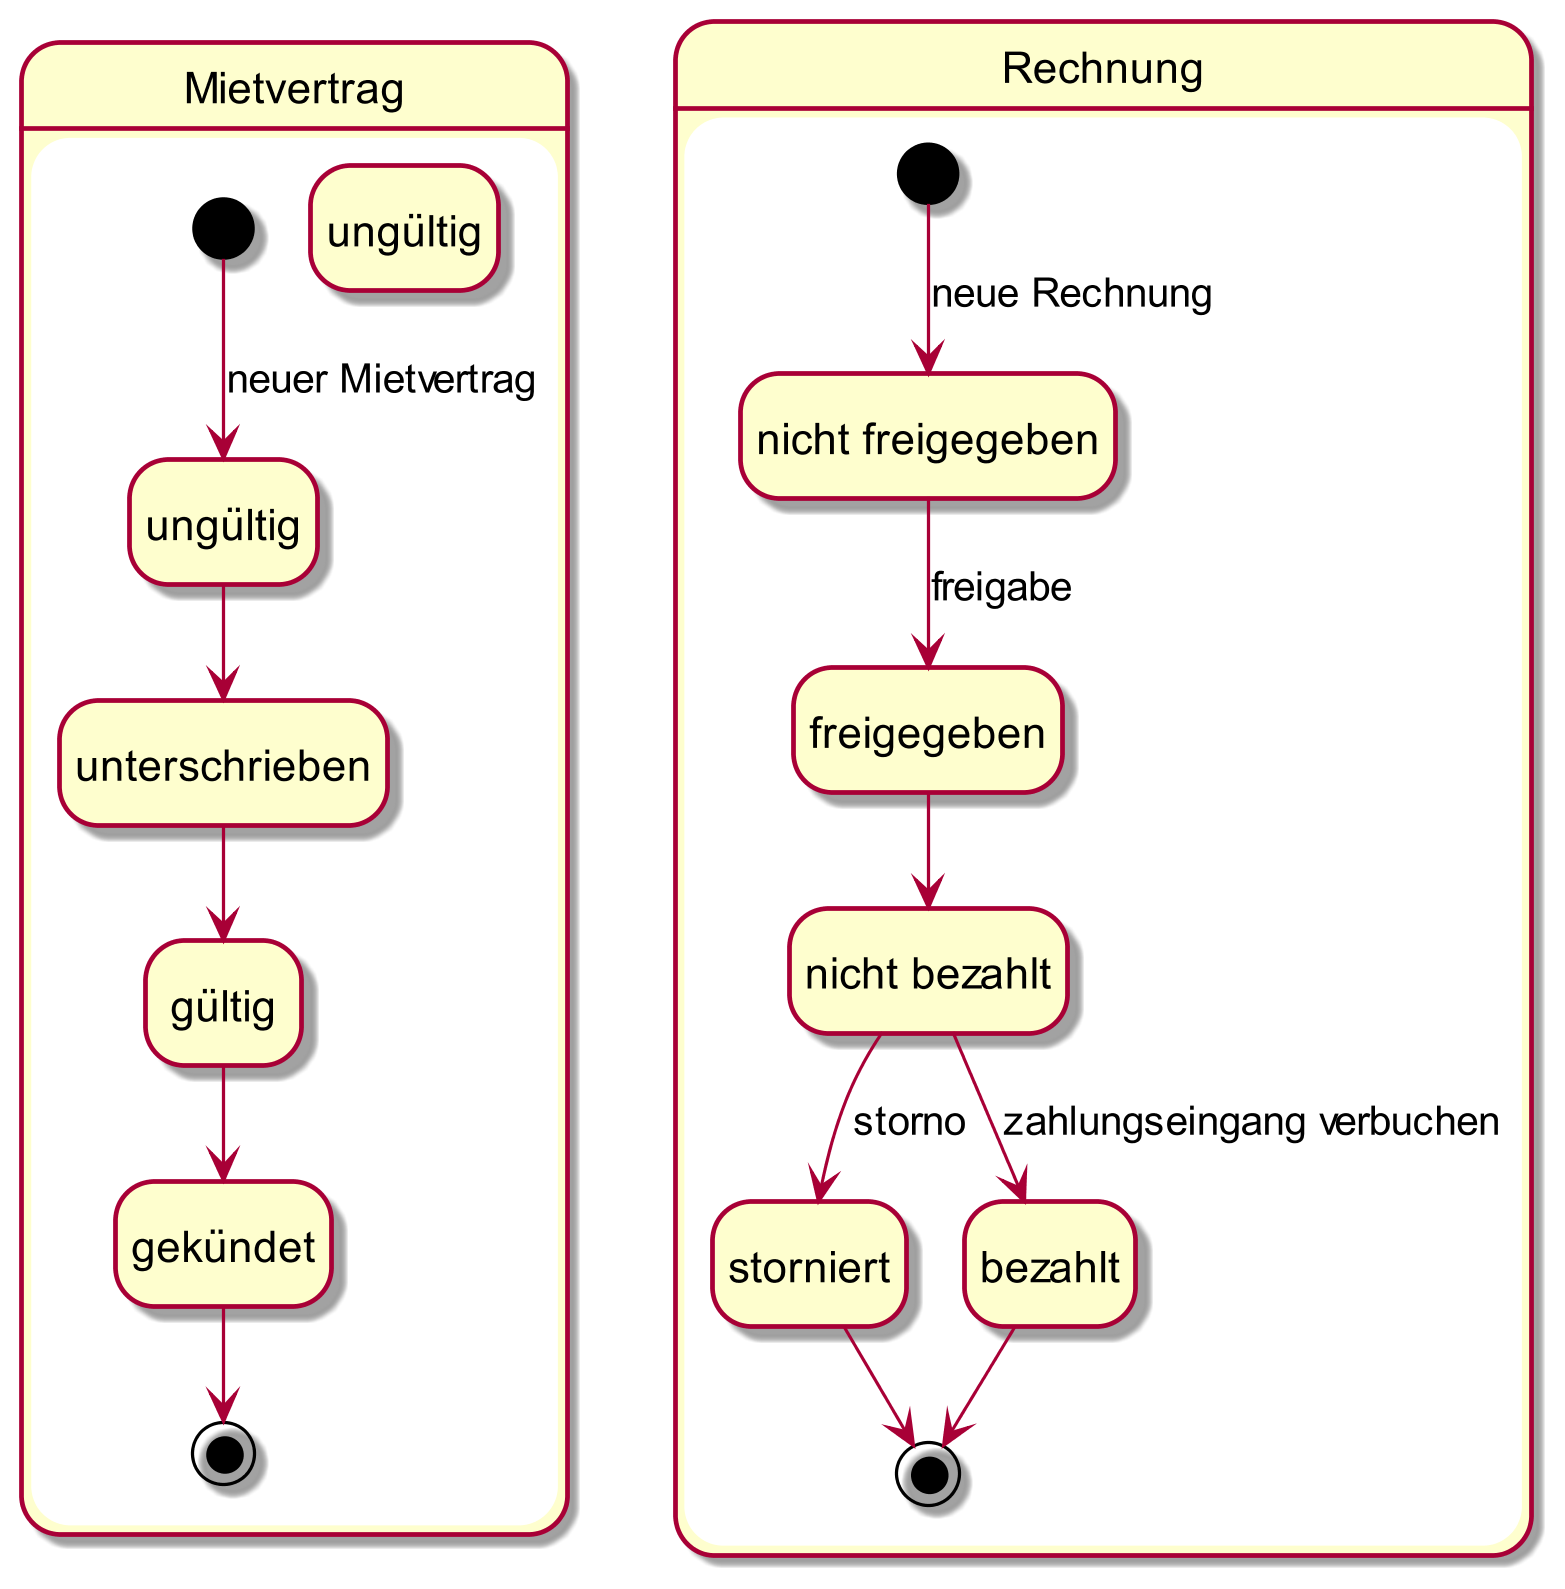 Mietvertrag
ungültig
neuer Mietvertrag
ungültig
unterschrieben
gültig
gekündet
Rechnung
neue Rechnung
nicht freigegeben
freigabe
freigegeben
nicht bezahlt
storno
zahlungseingang verbuchen
storniert
bezahlt